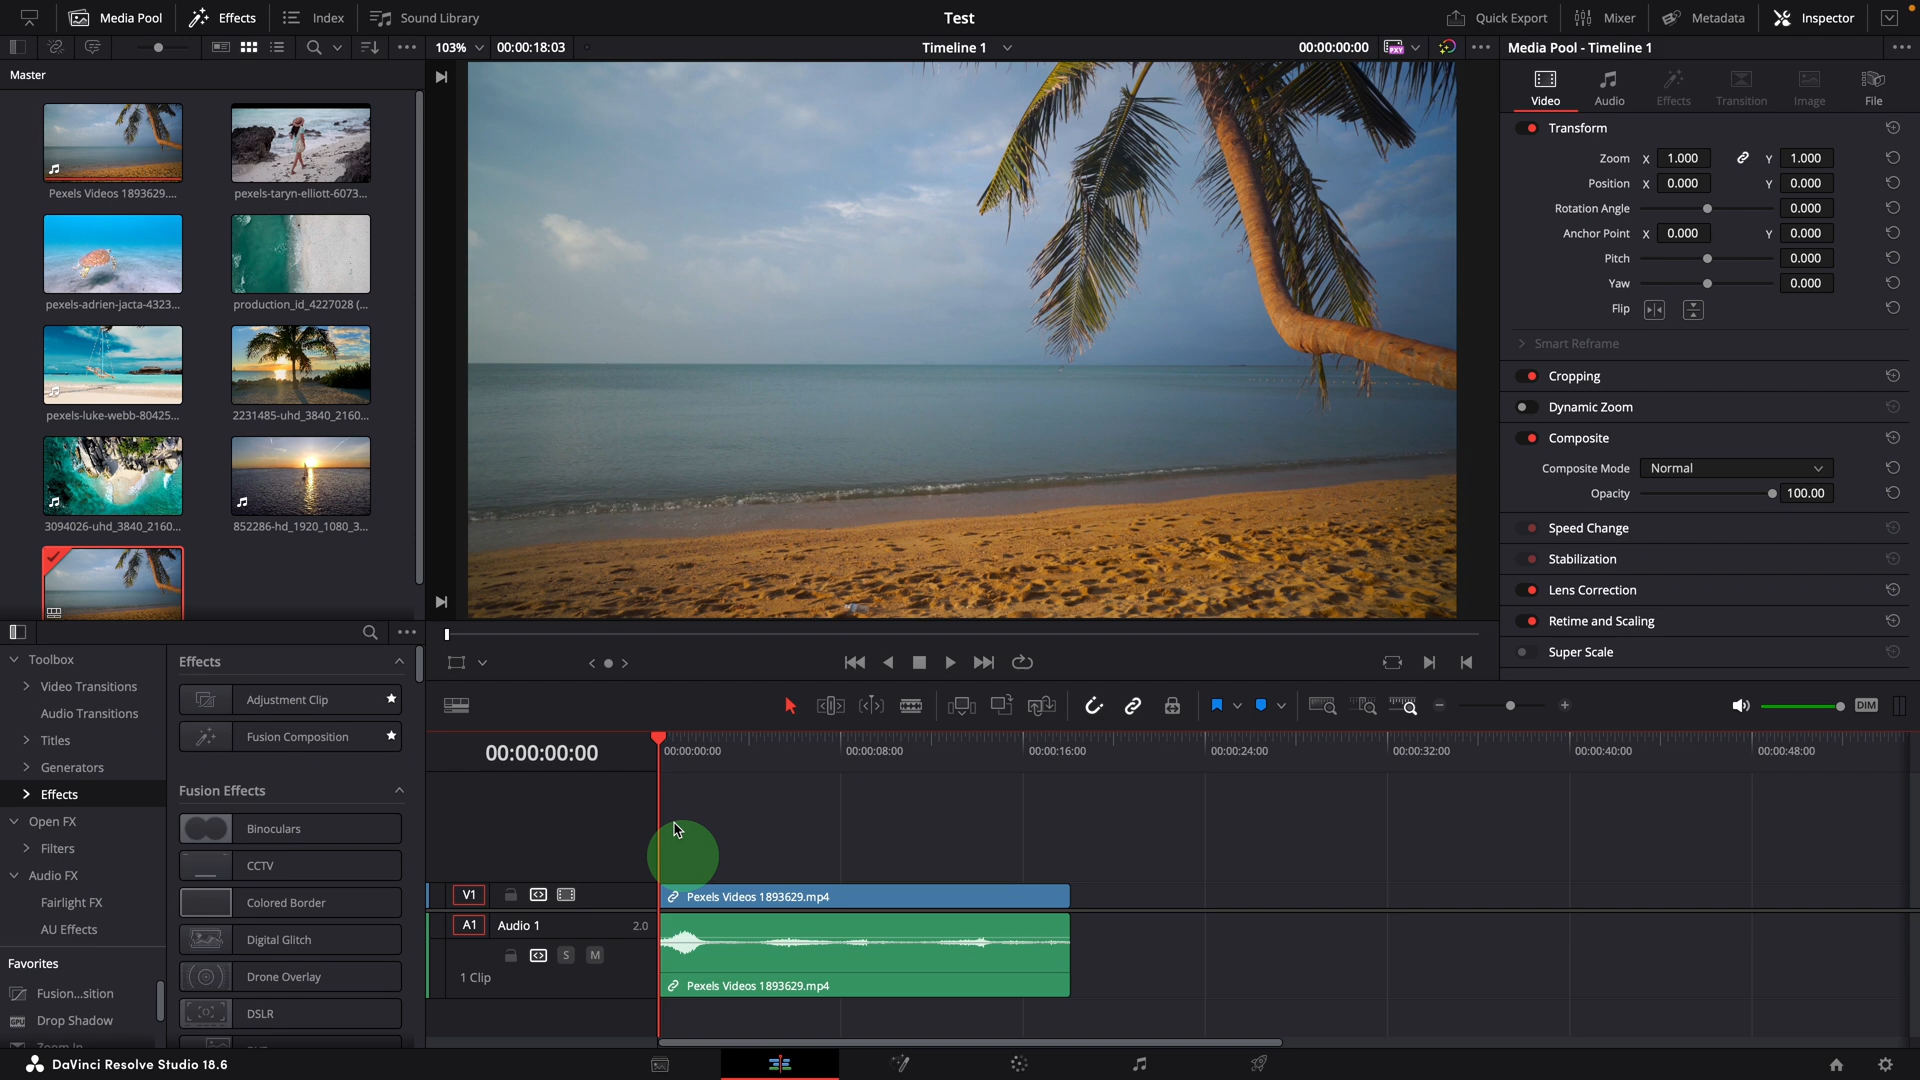 Media Pool
Effects
Index
Sound Library
Test
Quick Export
Mixer
Metadata
Inspector
103%
00:00:18:03
Timeline 1
00:00:00:00
Media Pool - Timeline 1
Master
Video
Audio
Effects
Transition
Image
File
Pexels Videos 1893629....
pexels-taryn-elliott-6073...
pexels-adrien-jacta-4323...
production_id_4227028 (...
pexels-luke-webb-80425...
2231485-uhd_3840_2160...
3094026-uhd_3840_2160...
852286-hd_1920_1080_3...
Transform
Zoom X 1.000 Y 1.000
Position X 0.000 Y 0.000
Rotation Angle 0.000
Anchor Point X 0.000 Y 0.000
Pitch 0.000
Yaw 0.000
Flip
Smart Reframe
Cropping
Dynamic Zoom
Composite
Composite Mode Normal
Opacity 100.00
Speed Change
Stabilization
Lens Correction
Retime and Scaling
Super Scale
Toolbox
Video Transitions
Audio Transitions
Titles
Generators
Effects
Open FX
Filters
Audio FX
Fairlight FX
AU Effects
Favorites
Fusion...sition
Drop Shadow
Effects
Adjustment Clip
Fusion Composition
Fusion Effects
Binoculars
CCTV
Colored Border
Digital Glitch
Drone Overlay
DSLR
DIM
00:00:00:00
00:00:00:00
00:00:08:00
00:00:16:00
00:00:24:00
00:00:32:00
00:00:40:00
00:00:48:00
V1
Pexels Videos 1893629.mp4
A1 Audio 1 2.0
S M
1 Clip
Pexels Videos 1893629.mp4
DaVinci Resolve Studio 18.6